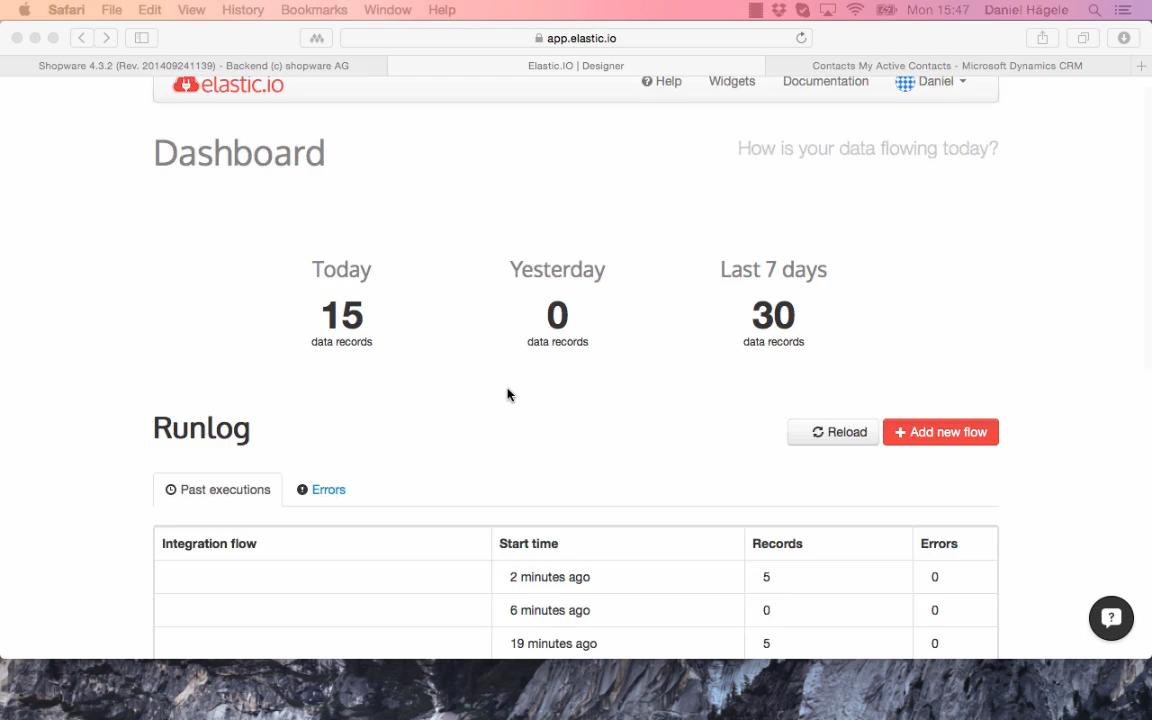 Safari File Edit View History Bookmarks Window Help Mon 15:47 Daniel Hägele
app.elastic.io
Shopware 4.3.2 (Rev. 201409241139) - Backend (c) shopware AG Elastic.IO | Designer Contacts My Active Contacts - Microsoft Dynamics CRM +
elastic.io Help Widgets Documentation Daniel
Dashboard How is your data flowing today?
Today Yesterday Last 7 days
15 0 30
data records data records data records
Runlog Reload + Add new flow
Past executions Errors
Integration flow Start time Records Errors
2 minutes ago 5 0
6 minutes ago 0 0
19 minutes ago 5 0